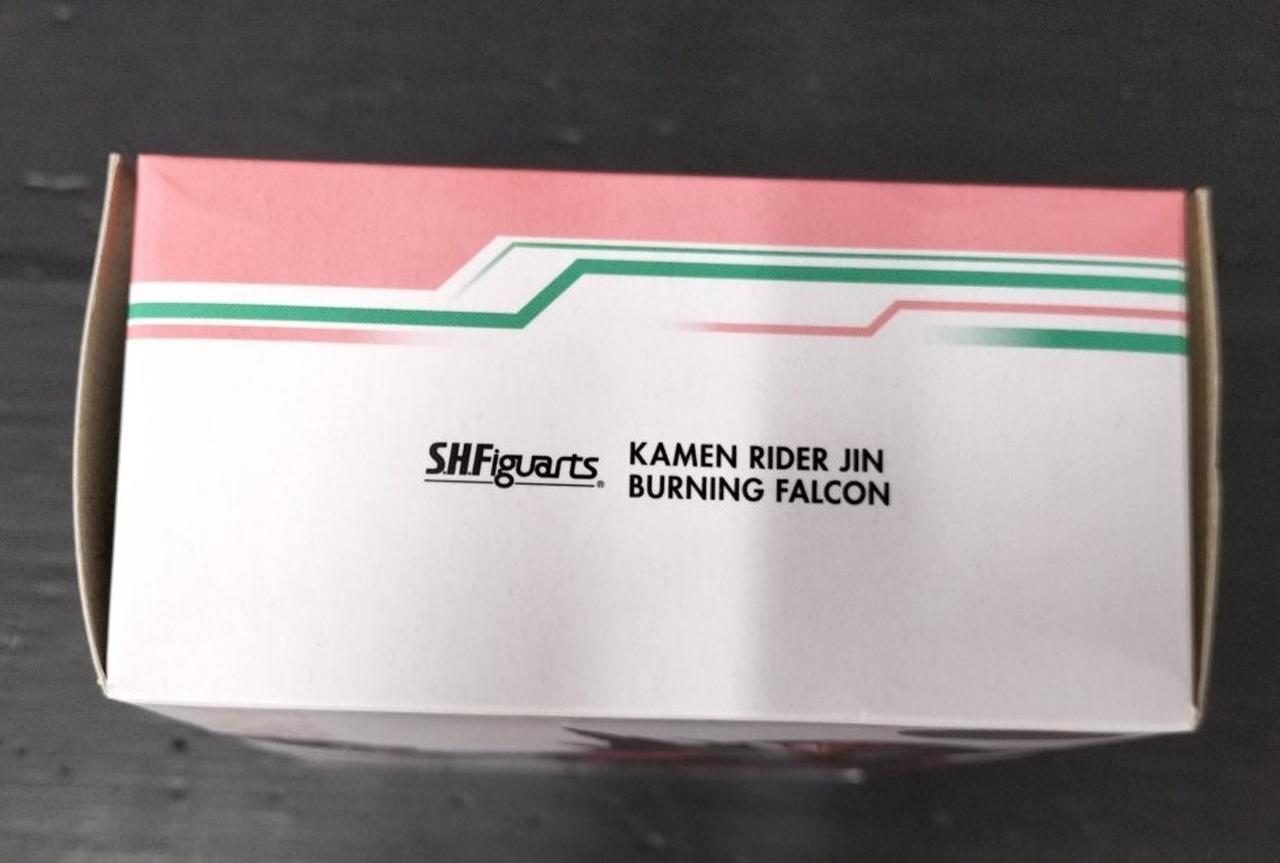 S.H.Figuarts®
KAMEN RIDER JIN
BURNING FALCON